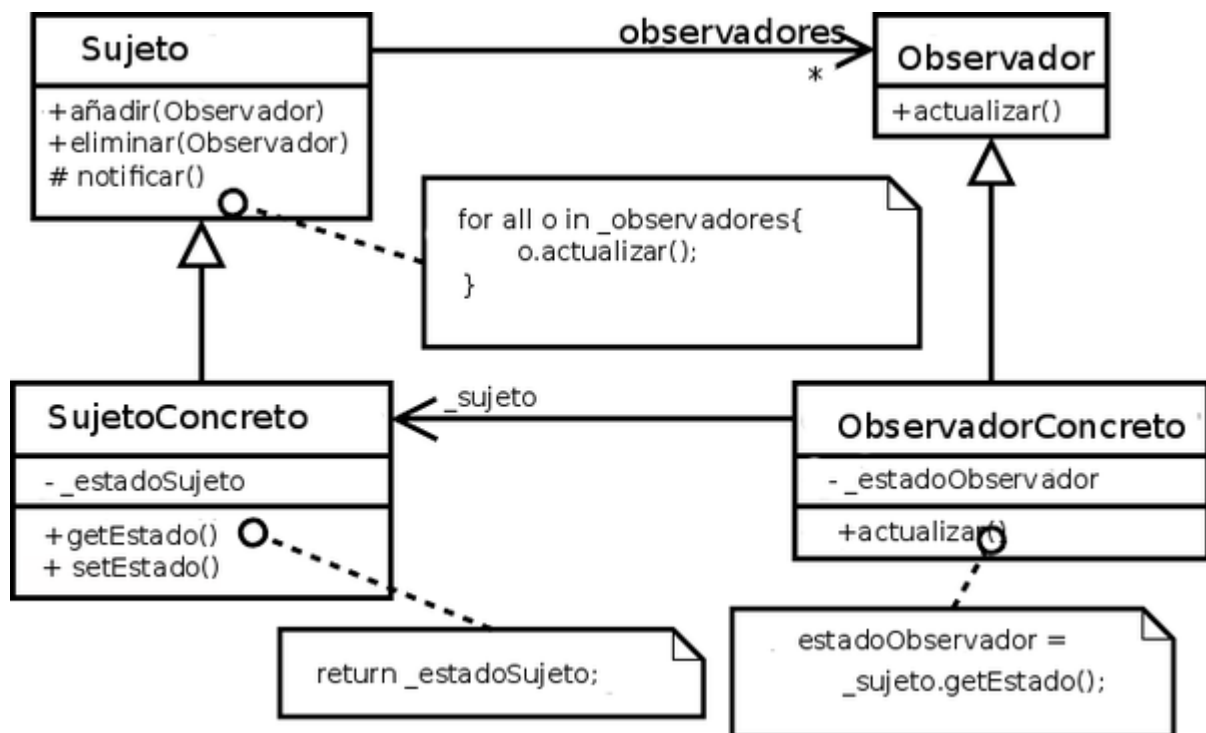 Sujeto
+añadir(Observador)
+eliminar(Observador)
# notificar()
observadores
*
Observador
+actualizar()
for all o in _observadores{
o.actualizar();
}
SujetoConcreto
- _estadoSujeto
+getEstado()
+ setEstado()
_sujeto
ObservadorConcreto
- _estadoObservador
+actualizar()
return _estadoSujeto;
estadoObservador =
_sujeto.getEstado();